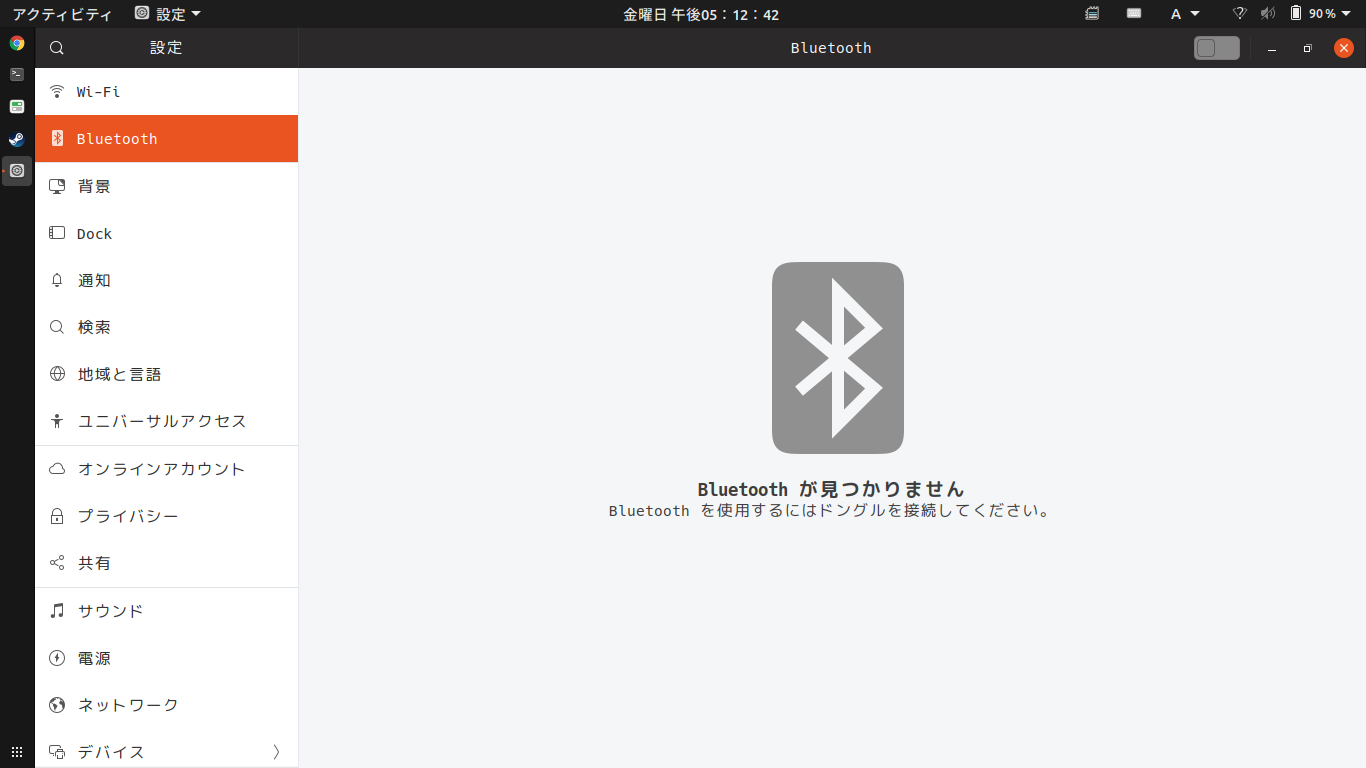 アクティビティ 設定 金曜日 午後05:12:42 A 90%
設定 Bluetooth
Wi-Fi
Bluetooth
背景
Dock
通知
検索
地域と言語
ユニバーサルアクセス
オンラインアカウント
プライバシー
共有
サウンド
電源
ネットワーク
デバイス
Bluetooth が見つかりません
Bluetooth を使用するにはドングルを接続してください。